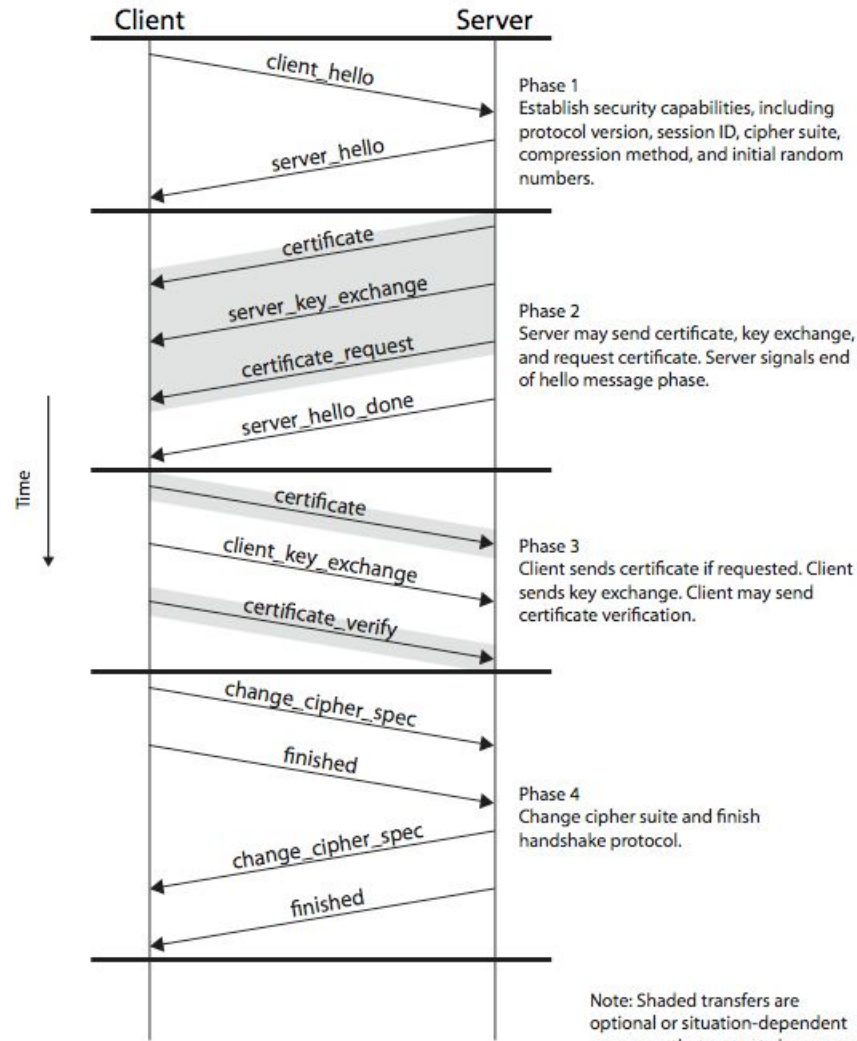 Client
Server
client_hello
server_hello
Phase 1
Establish security capabilities, including
protocol version, session ID, cipher suite,
compression method, and initial random
numbers.
certificate
server_key_exchange
certificate_request
server_hello_done
Phase 2
Server may send certificate, key exchange,
and request certificate. Server signals end
of hello message phase.
Time
certificate
client_key_exchange
certificate_verify
Phase 3
Client sends certificate if requested. Client
sends key exchange. Client may send
certificate verification.
change_cipher_spec
finished
change_cipher_spec
finished
Phase 4
Change cipher suite and finish
handshake protocol.
Note: Shaded transfers are
optional or situation-dependent